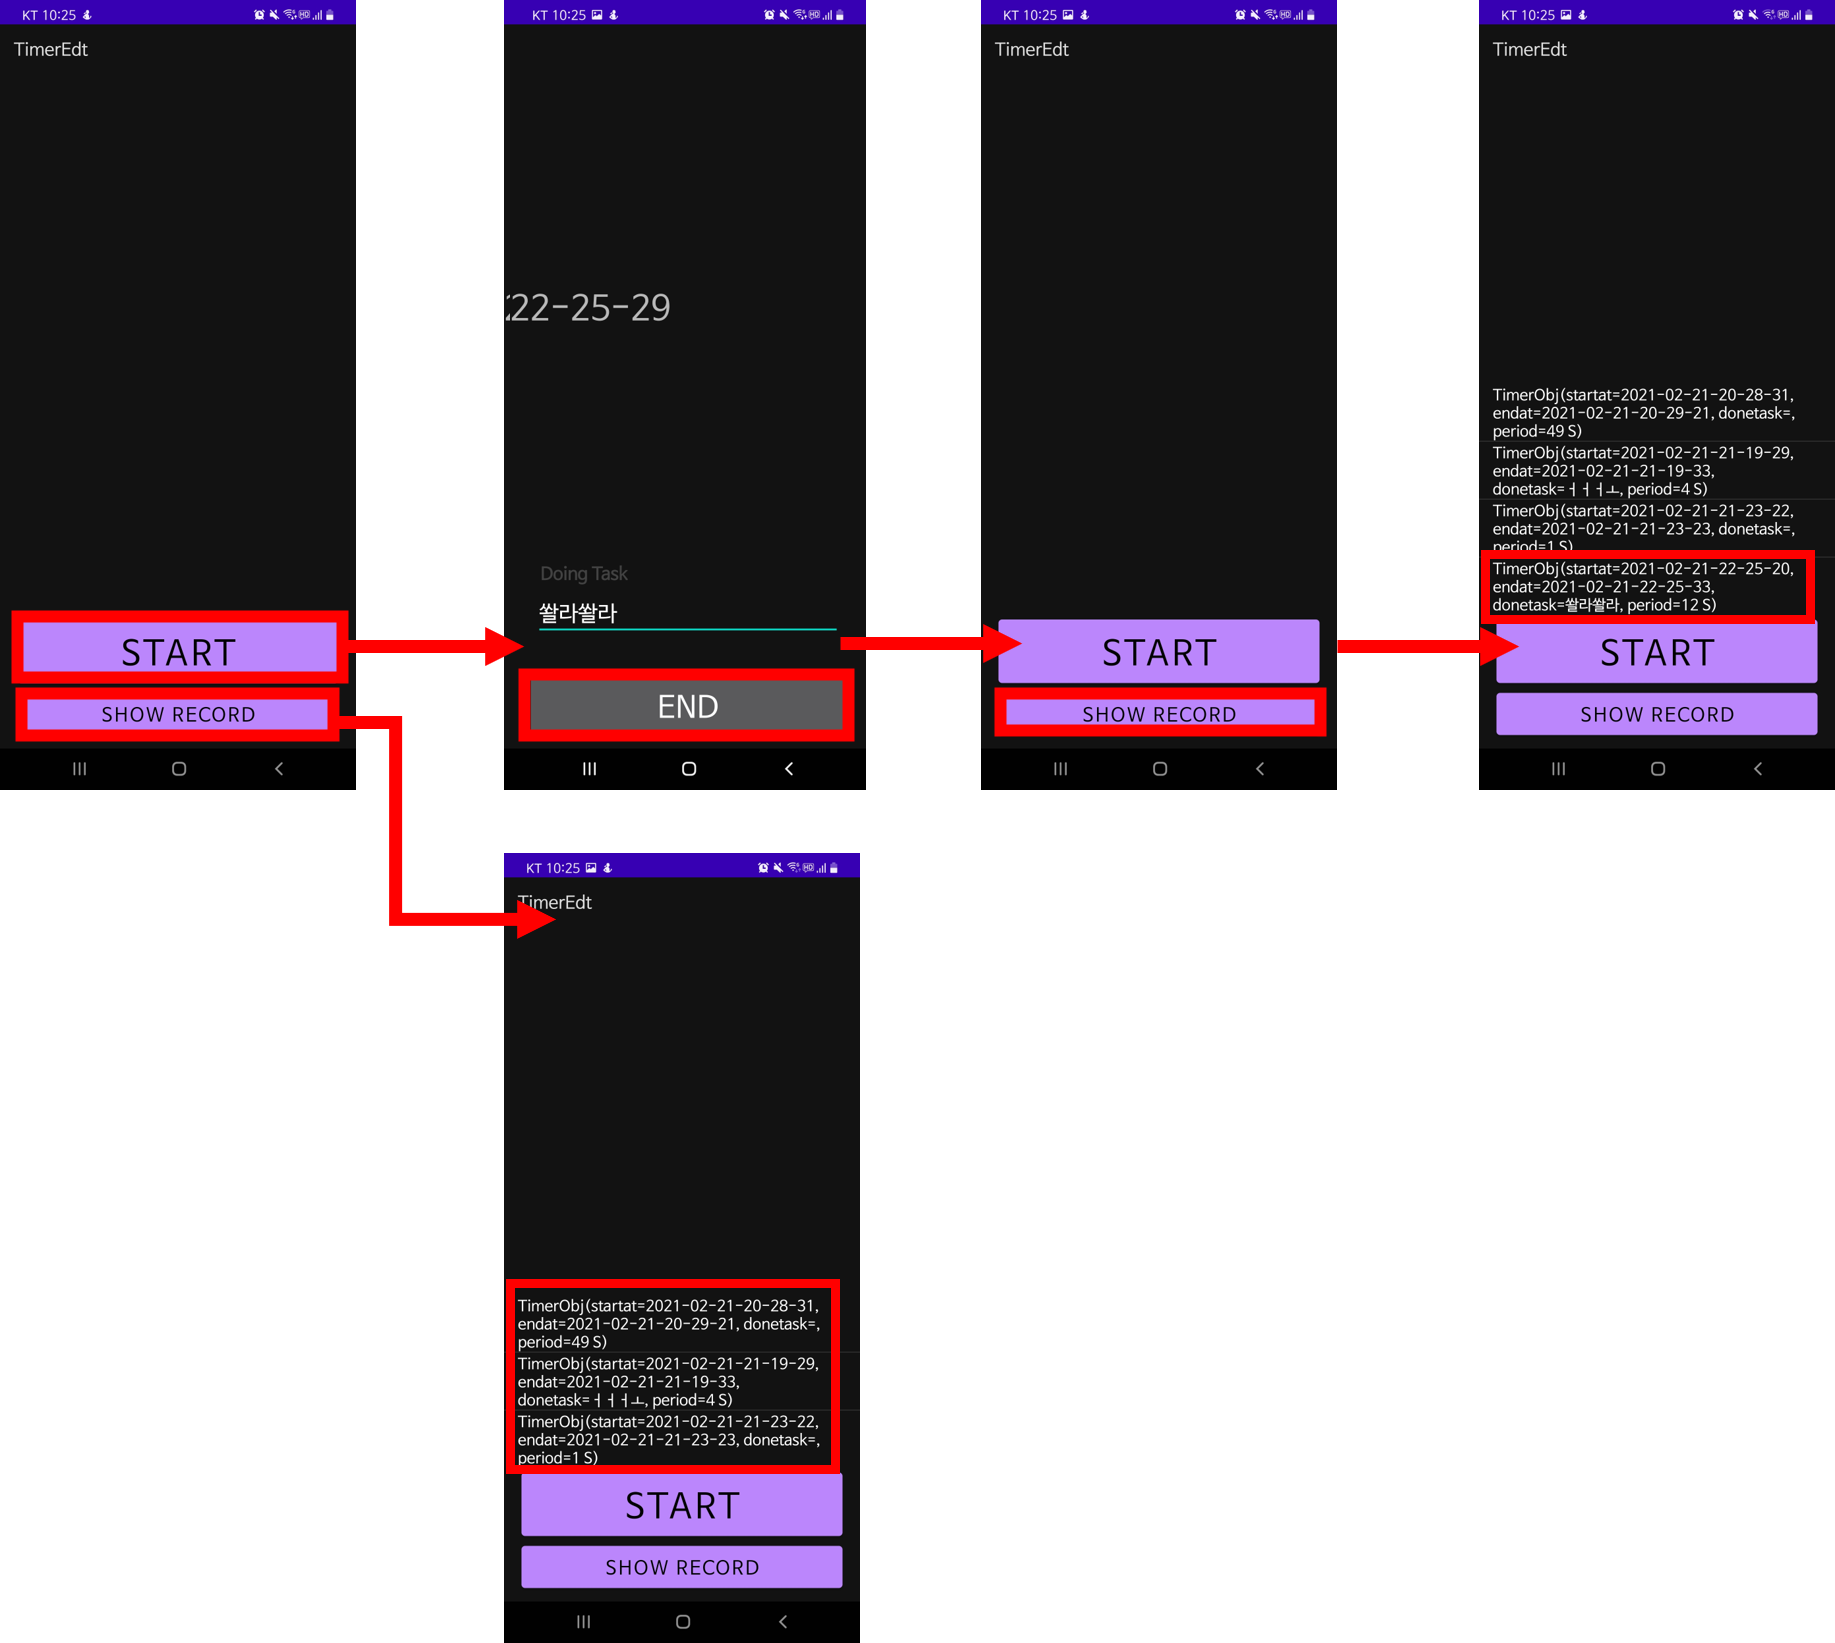 KT 10:25
TimerEdt
START
SHOW RECORD
KT 10:25
22-25-29
Doing Task
쏼라쏼라
END
KT 10:25
TimerEdt
START
SHOW RECORD
KT 10:25
TimerEdt
TimerObj(startat=2021-02-21-20-28-31,
endat=2021-02-21-20-29-21, donetask=,
period=49 S)
TimerObj(startat=2021-02-21-21-19-29,
endat=2021-02-21-21-19-33,
donetask=ㅓㅓㅓㅗ, period=4 S)
TimerObj(startat=2021-02-21-21-23-22,
endat=2021-02-21-21-23-23, donetask=,
period=1 S)
TimerObj(startat=2021-02-21-22-25-20,
endat=2021-02-21-22-25-33,
donetask=쏼라쏼라, period=12 S)
START
SHOW RECORD
KT 10:25
TimerEdt
TimerObj(startat=2021-02-21-20-28-31,
endat=2021-02-21-20-29-21, donetask=,
period=49 S)
TimerObj(startat=2021-02-21-21-19-29,
endat=2021-02-21-21-19-33,
donetask=ㅓㅓㅓㅗ, period=4 S)
TimerObj(startat=2021-02-21-21-23-22,
endat=2021-02-21-21-23-23, donetask=,
period=1 S)
START
SHOW RECORD